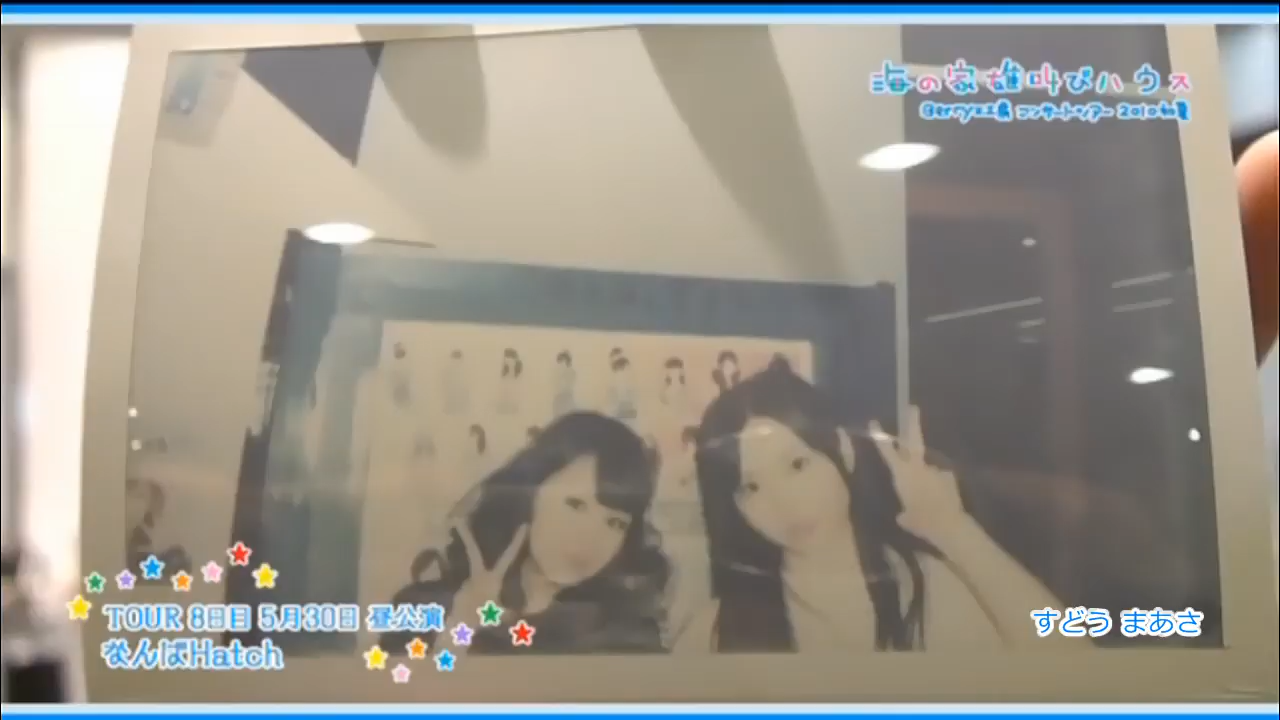 海の家雄叫びハウス
Berryz工房 コンサートツアー 2010初夏
TOUR 8日目 5月30日 昼公演
なんばHatch
すどう まあさ